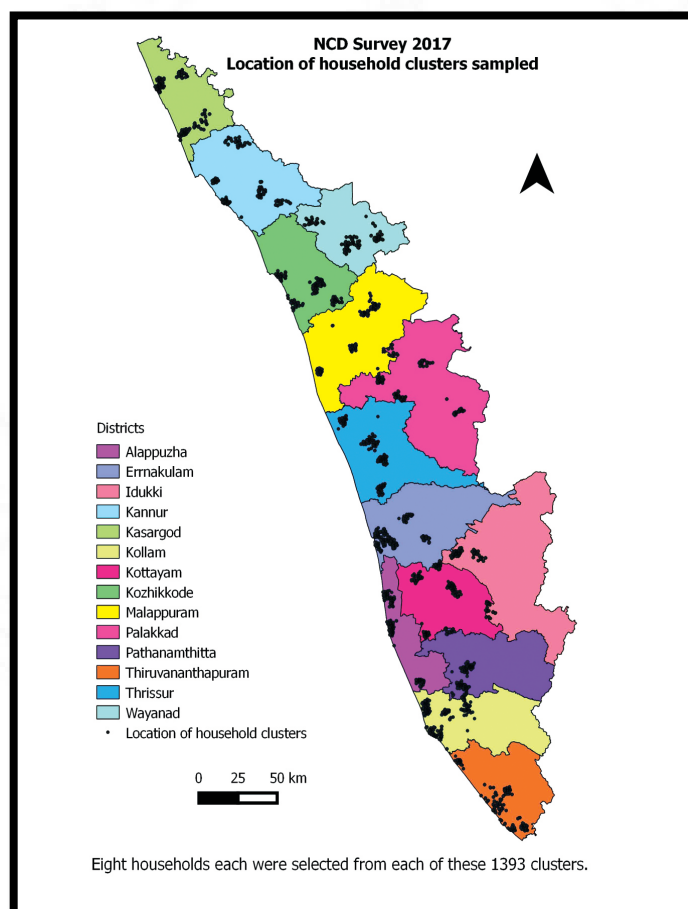 NCD Survey 2017
Location of household clusters sampled
Districts
Alappuzha
Errnakulam
Idukki
Kannur
Kasargod
Kollam
Kottayam
Kozhikkode
Malappuram
Palakkad
Pathanamthitta
Thiruvananthapuram
Thrissur
Wayanad
Location of household clusters
0 25 50 km
Eight households each were selected from each of these 1393 clusters.